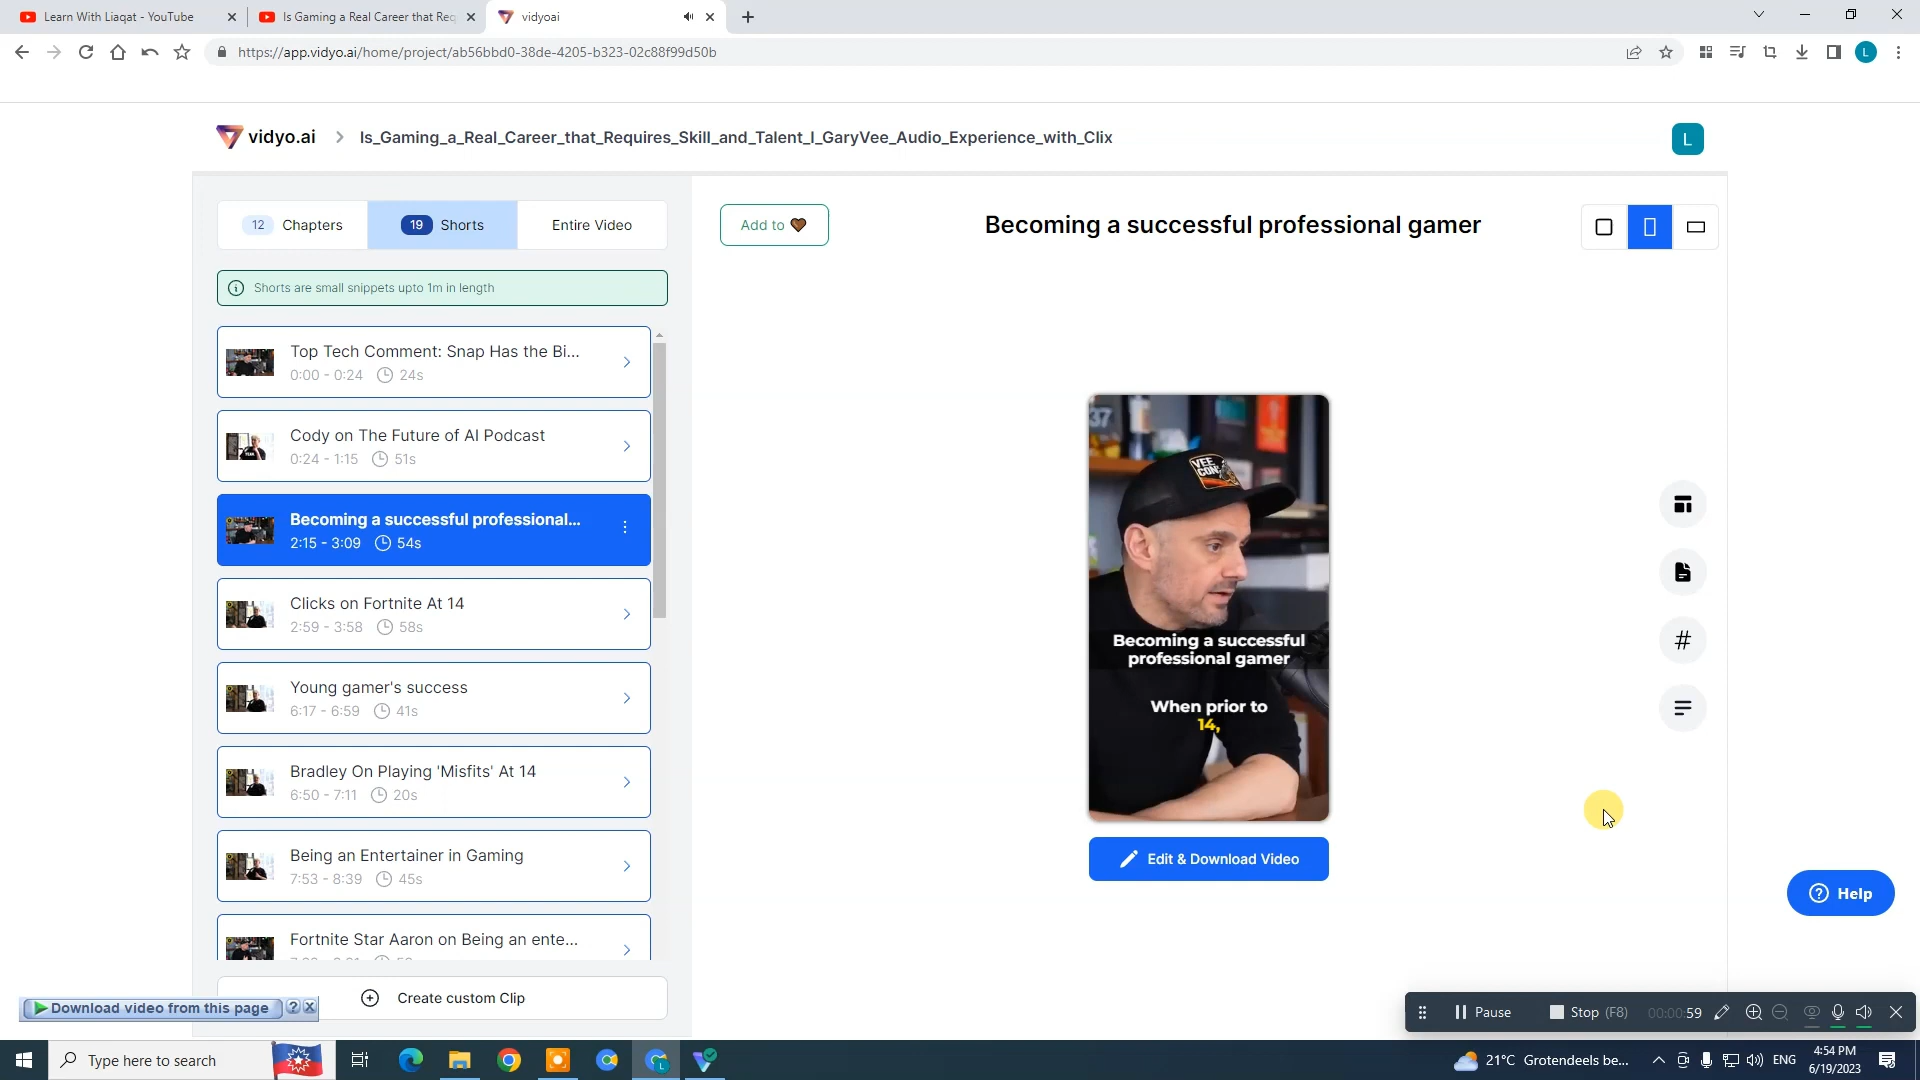 Learn With Liaqat - YouTube
Is Gaming a Real Career that Req
vidyoai
https://app.vidyo.ai/home/project/ab56bbd0-38de-4205-b323-02c88f99d50b
L
vidyo.ai > Is_Gaming_a_Real_Career_that_Requires_Skill_and_Talent_I_GaryVee_Audio_Experience_with_Clix
L
12 Chapters
19 Shorts
Entire Video
Shorts are small snippets upto 1m in length
Top Tech Comment: Snap Has the Bi...
0:00 - 0:24 24s
Cody on The Future of AI Podcast
0:24 - 1:15 51s
Becoming a successful professional...
2:15 - 3:09 54s
Clicks on Fortnite At 14
2:59 - 3:58 58s
Young gamer's success
6:17 - 6:59 41s
Bradley On Playing 'Misfits' At 14
6:50 - 7:11 20s
Being an Entertainer in Gaming
7:53 - 8:39 45s
Fortnite Star Aaron on Being an ente...
Create custom Clip
Add to
Becoming a successful professional gamer
37
VEE
CON
Becoming a successful
professional gamer
When prior to
14,
Edit & Download Video
#
Help
Download video from this page
Pause
Stop (F8)
00:00:59
Type here to search
21°C Grotendeels be...
ENG
4:54 PM
6/19/2023